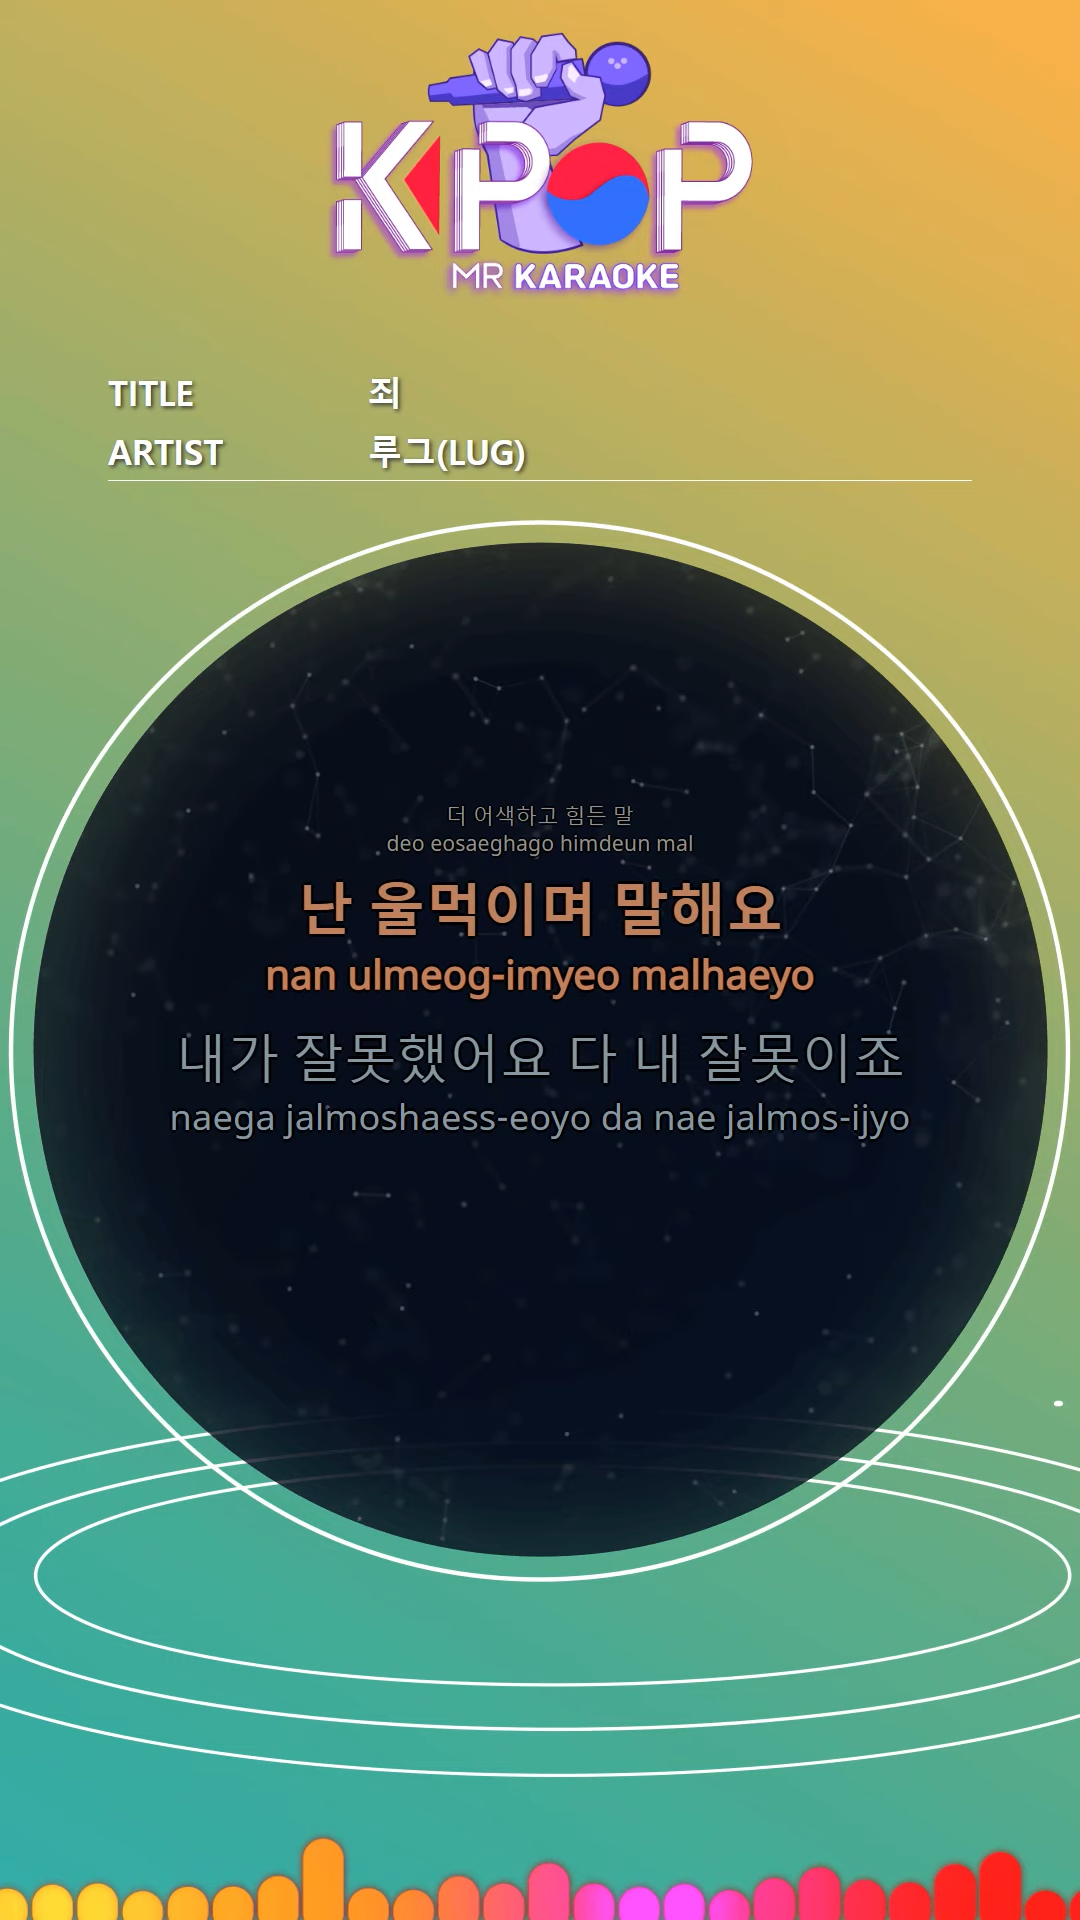 KPOP
MR KARAOKE
TITLE 죄
ARTIST 루그(LUG)
더 어색하고 힘든 말
deo eosaeghago himdeun mal
난 울먹이며 말해요
nan ulmeog-imyeo malhaeyo
내가 잘못했어요 다 내 잘못이죠
naega jalmoshaess-eoyo da nae jalmos-ijyo